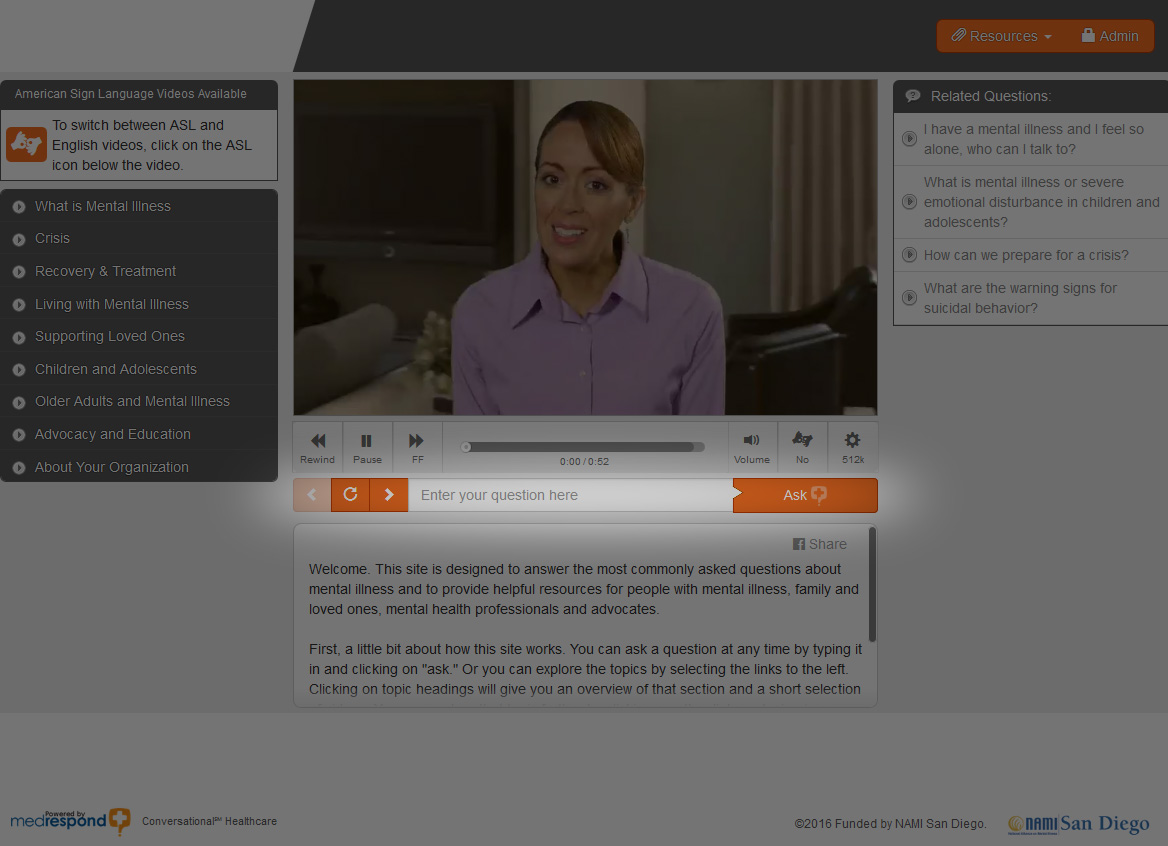 Resources
Admin
American Sign Language Videos Available
To switch between ASL and
English videos, click on the ASL
icon below the video.
What is Mental Illness
Crisis
Recovery & Treatment
Living with Mental Illness
Supporting Loved Ones
Children and Adolescents
Older Adults and Mental Illness
Advocacy and Education
About Your Organization
Related Questions:
I have a mental illness and I feel so
alone, who can I talk to?
What is mental illness or severe
emotional disturbance in children and
adolescents?
How can we prepare for a crisis?
What are the warning signs for
suicidal behavior?
Rewind
Pause
FF
0:00 / 0:52
Volume
No
512k
Enter your question here
Ask
Share
Welcome. This site is designed to answer the most commonly asked questions about
mental illness and to provide helpful resources for people with mental illness, family and
loved ones, mental health professionals and advocates.
First, a little bit about how this site works. You can ask a question at any time by typing it
in and clicking on "ask." Or you can explore the topics by selecting the links to the left.
Clicking on topic headings will give you an overview of that section and a short selection
Powered by
medrespond
Conversational℠ Healthcare
©2016 Funded by NAMI San Diego.
NAMI San Diego